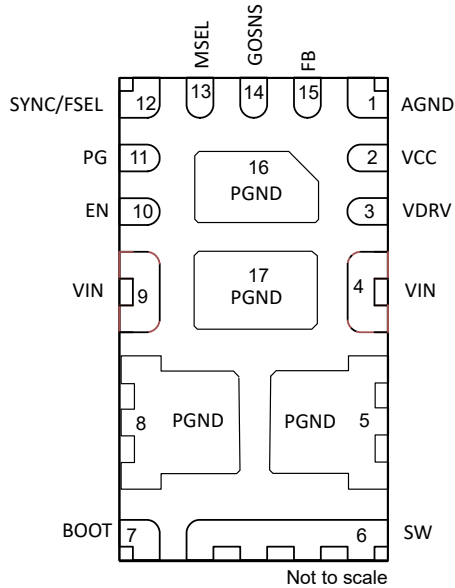 MSEL
GOSNS
FB
SYNC/FSEL 12 13 14 15 1 AGND
PG 11 2 VCC
16
PGND
EN 10 3 VDRV
17
PGND
VIN 9 4 VIN
8 PGND PGND 5
BOOT 7 6 SW
Not to scale